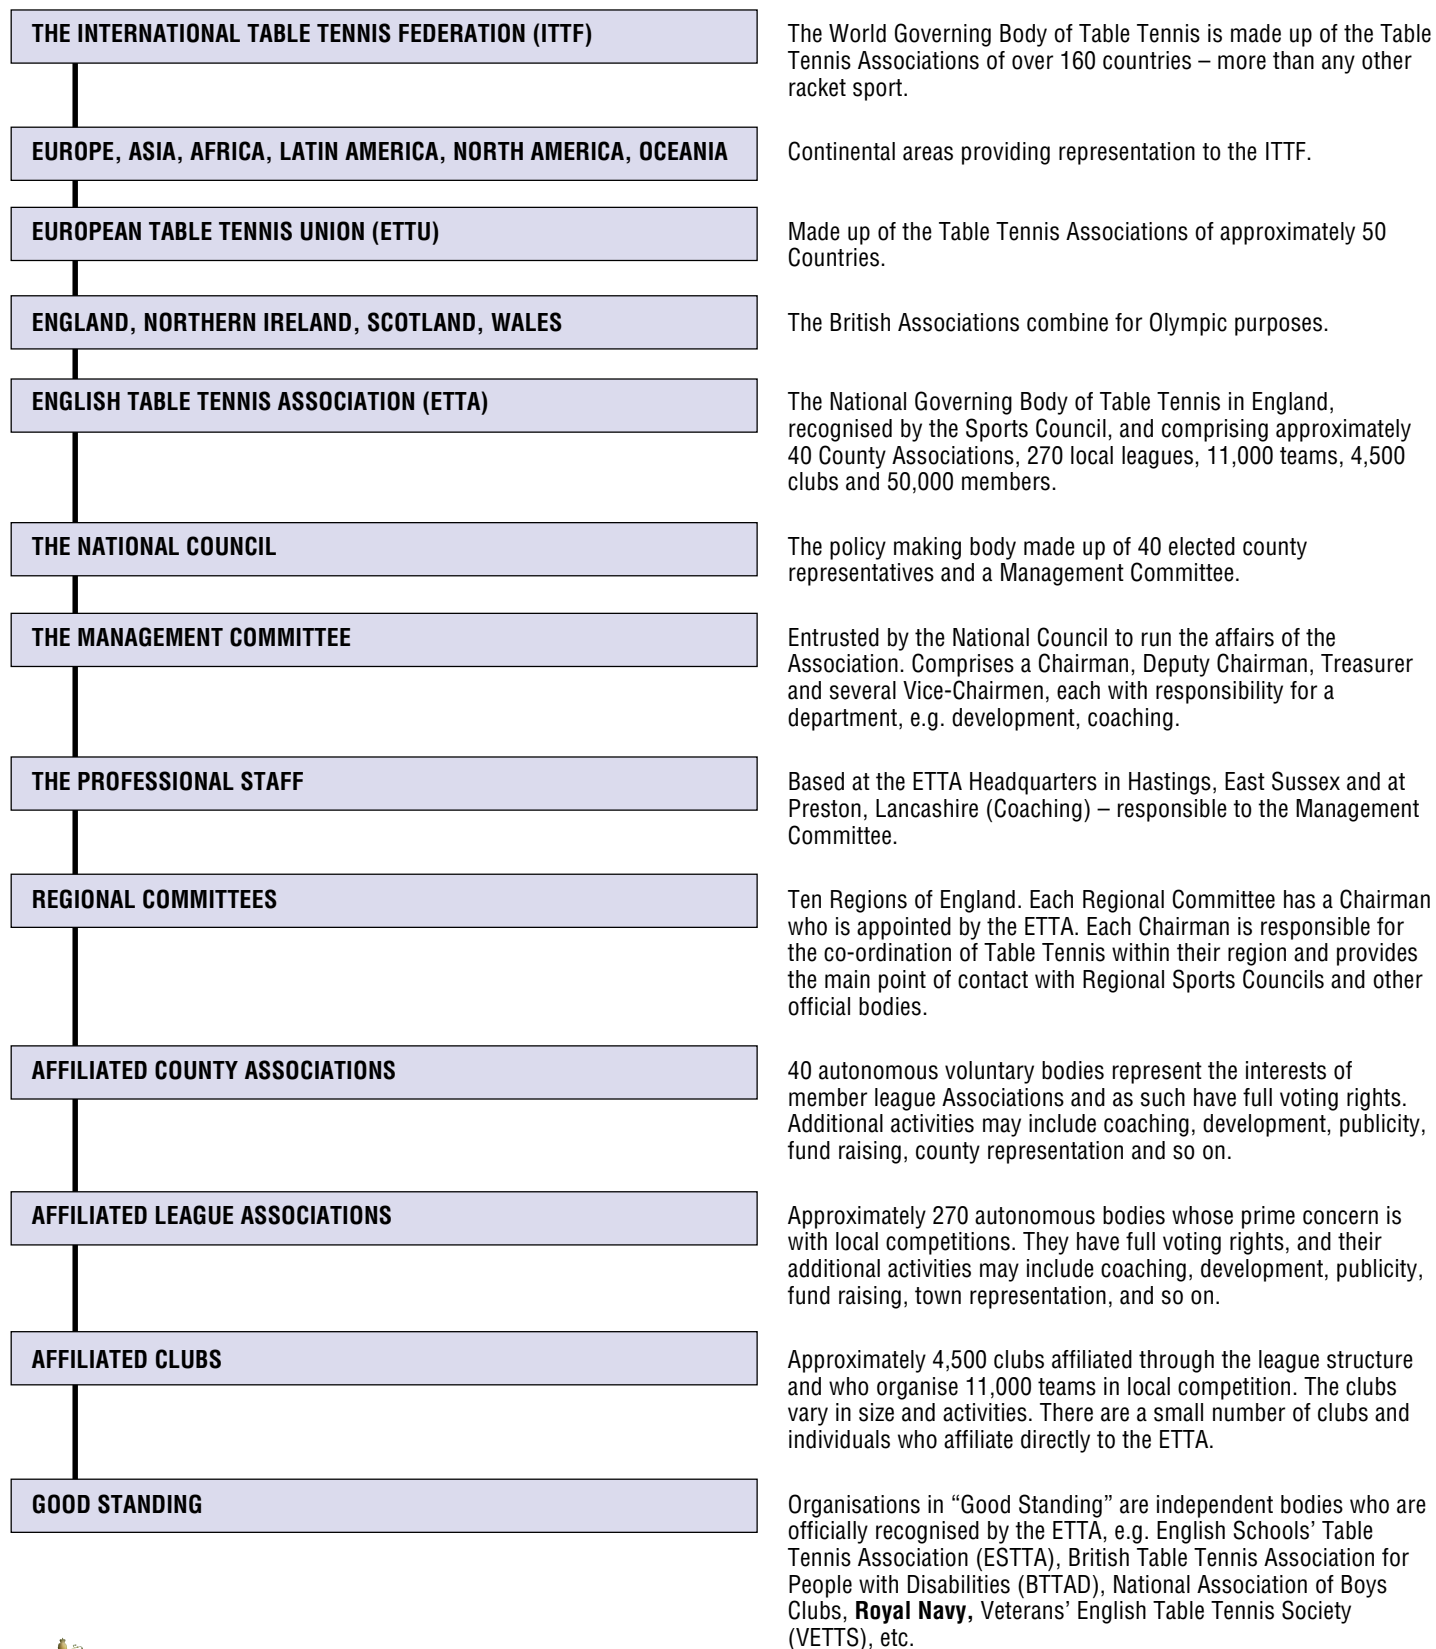 THE INTERNATIONAL TABLE TENNIS FEDERATION (ITTF)
The World Governing Body of Table Tennis is made up of the Table
Tennis Associations of over 160 countries – more than any other
racket sport.
EUROPE, ASIA, AFRICA, LATIN AMERICA, NORTH AMERICA, OCEANIA
Continental areas providing representation to the ITTF.
EUROPEAN TABLE TENNIS UNION (ETTU)
Made up of the Table Tennis Associations of approximately 50
Countries.
ENGLAND, NORTHERN IRELAND, SCOTLAND, WALES
The British Associations combine for Olympic purposes.
ENGLISH TABLE TENNIS ASSOCIATION (ETTA)
The National Governing Body of Table Tennis in England,
recognised by the Sports Council, and comprising approximately
40 County Associations, 270 local leagues, 11,000 teams, 4,500
clubs and 50,000 members.
THE NATIONAL COUNCIL
The policy making body made up of 40 elected county
representatives and a Management Committee.
THE MANAGEMENT COMMITTEE
Entrusted by the National Council to run the affairs of the
Association. Comprises a Chairman, Deputy Chairman, Treasurer
and several Vice-Chairmen, each with responsibility for a
department, e.g. development, coaching.
THE PROFESSIONAL STAFF
Based at the ETTA Headquarters in Hastings, East Sussex and at
Preston, Lancashire (Coaching) – responsible to the Management
Committee.
REGIONAL COMMITTEES
Ten Regions of England. Each Regional Committee has a Chairman
who is appointed by the ETTA. Each Chairman is responsible for
the co-ordination of Table Tennis within their region and provides
the main point of contact with Regional Sports Councils and other
official bodies.
AFFILIATED COUNTY ASSOCIATIONS
40 autonomous voluntary bodies represent the interests of
member league Associations and as such have full voting rights.
Additional activities may include coaching, development, publicity,
fund raising, county representation and so on.
AFFILIATED LEAGUE ASSOCIATIONS
Approximately 270 autonomous bodies whose prime concern is
with local competitions. They have full voting rights, and their
additional activities may include coaching, development, publicity,
fund raising, town representation, and so on.
AFFILIATED CLUBS
Approximately 4,500 clubs affiliated through the league structure
and who organise 11,000 teams in local competition. The clubs
vary in size and activities. There are a small number of clubs and
individuals who affiliate directly to the ETTA.
GOOD STANDING
Organisations in “Good Standing” are independent bodies who are
officially recognised by the ETTA, e.g. English Schools’ Table
Tennis Association (ESTTA), British Table Tennis Association for
People with Disabilities (BTTAD), National Association of Boys
Clubs, Royal Navy, Veterans’ English Table Tennis Society
(VETTS), etc.